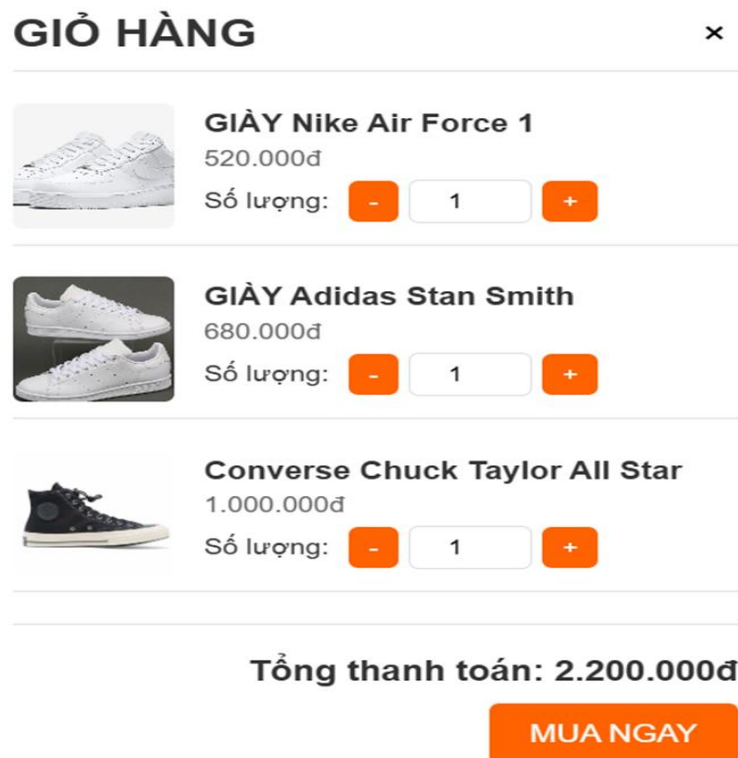 GIỎ HÀNG ×
GIÀY Nike Air Force 1
520.000đ
Số lượng: - 1 +
GIÀY Adidas Stan Smith
680.000đ
Số lượng: - 1 +
Converse Chuck Taylor All Star
1.000.000đ
Số lượng: - 1 +
Tổng thanh toán: 2.200.000đ
MUA NGAY